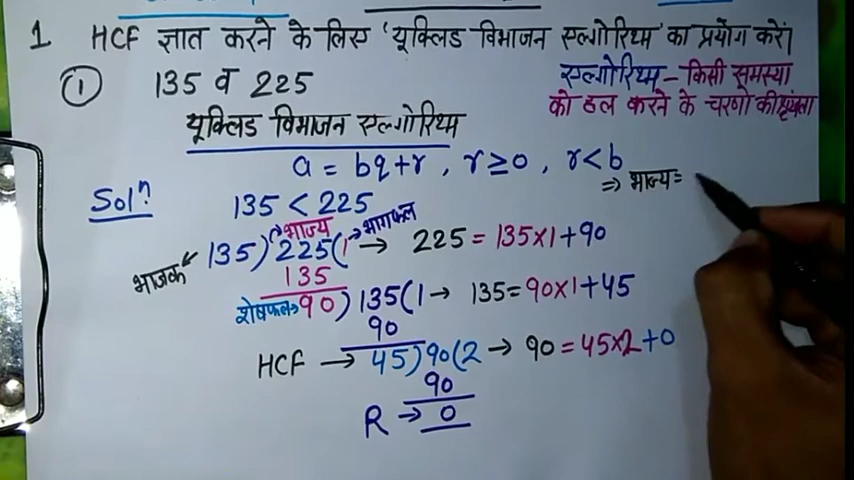 1 HCF ज्ञात करने के लिस 'यूक्लिड विभाजन एल्गोरिथ्म' का प्रयोग करें।
① 135 व 225
एल्गोरिथ्म - किसी समस्या
को हल करने के चरणो की श्रृंखला
यूक्लिड विभाजन एल्गोरिथ्म
a = bq+r , r ≥ 0 , r < b
⇒ भाज्य =
Solⁿ. 135 < 225
भाज्य भागफल
भाजक 135 ) 225 ( 1 → 225 = 135×1 + 90
135
शेषफल → 90 ) 135 ( 1 → 135 = 90×1 + 45
90
HCF → 45 ) 90 ( 2 → 90 = 45×2 + 0
90
R → 0